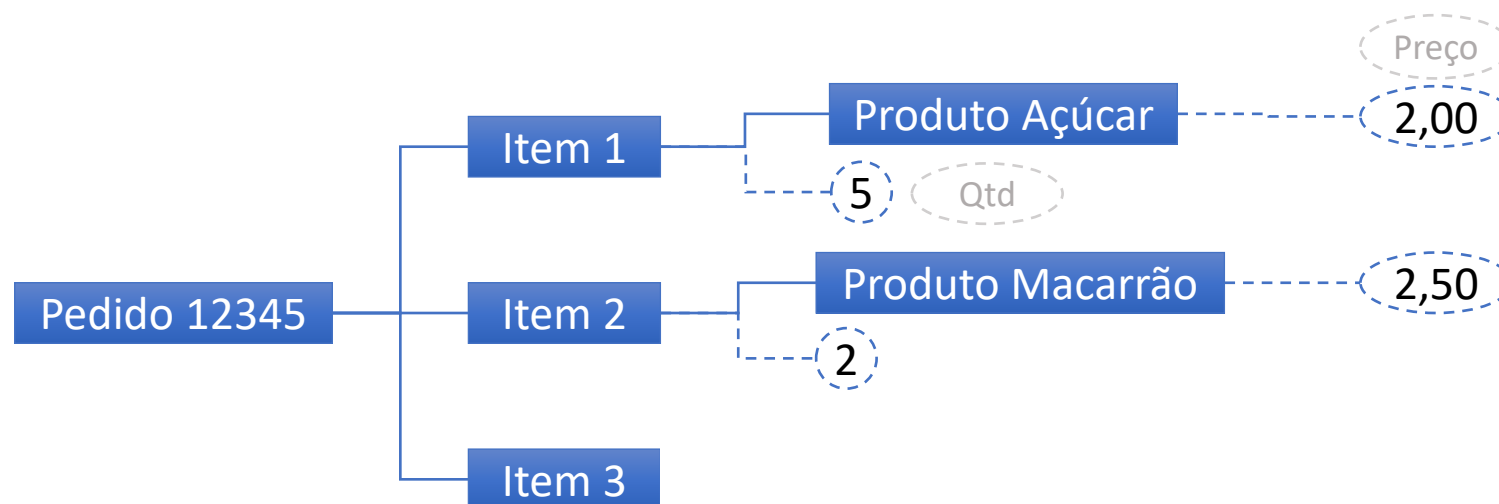 Preço
Produto Açúcar
2,00
Item 1
5
Qtd
Produto Macarrão
2,50
Pedido 12345
Item 2
2
Item 3